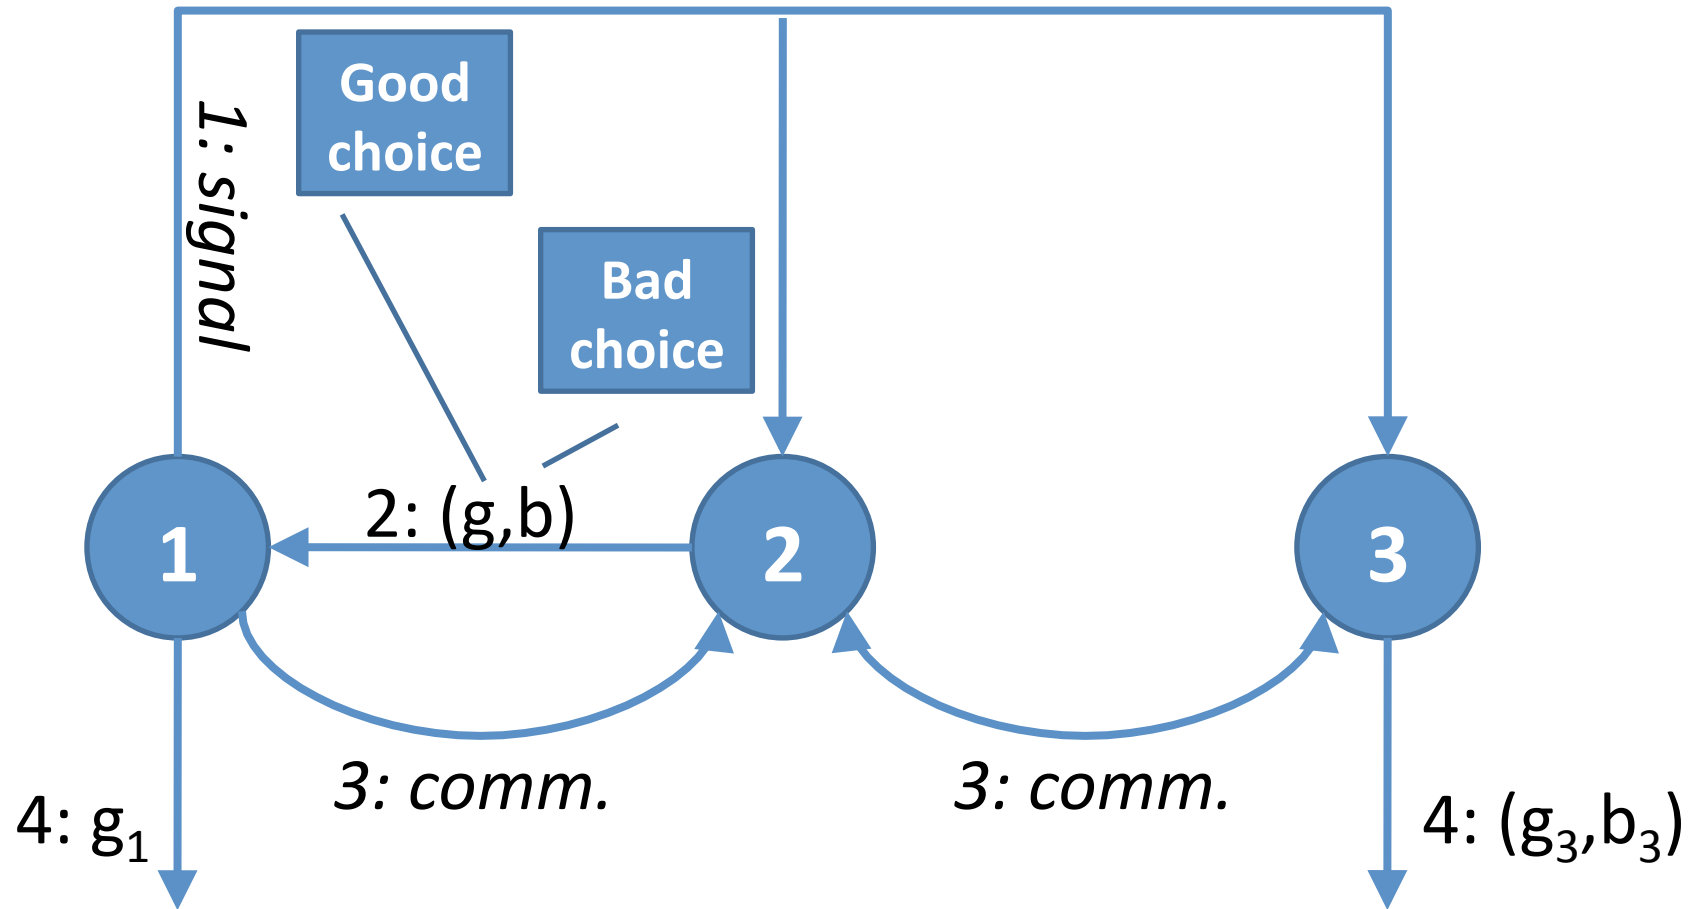 1: signal
Good
choice
Bad
choice
2: (g,b)
1
2
3
3: comm.
3: comm.
4: g₁
4: (g₃,b₃)